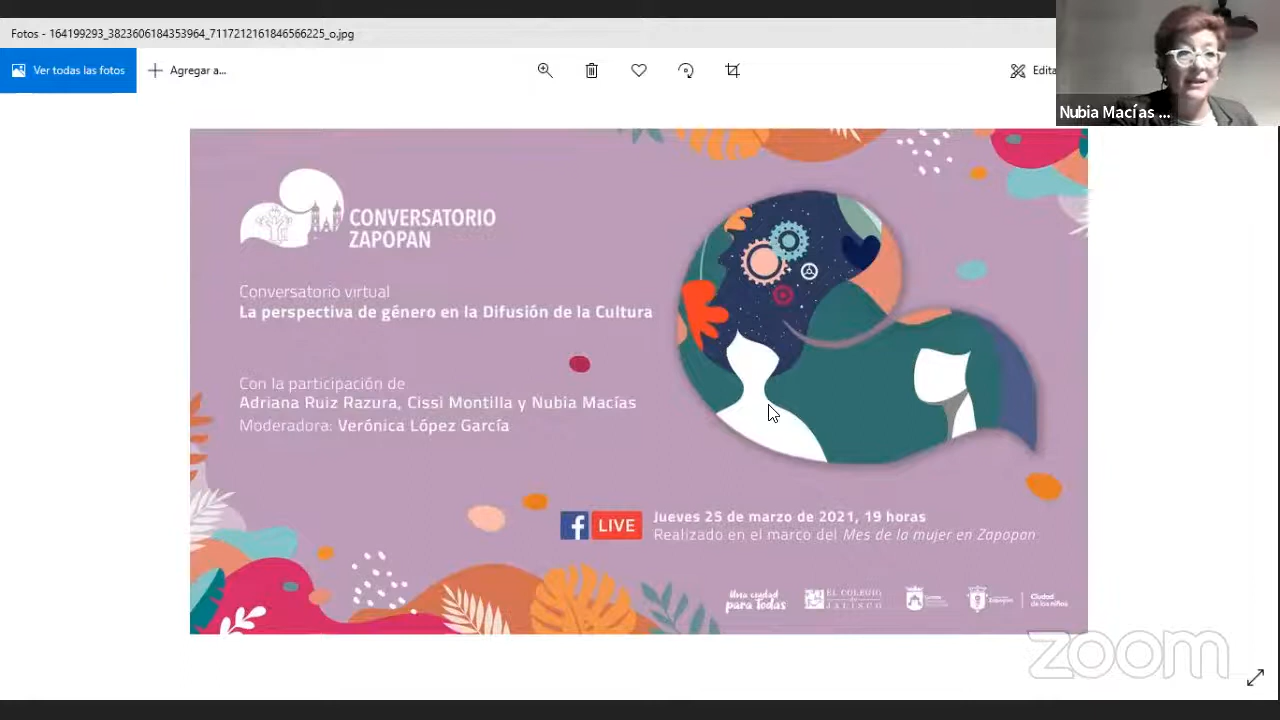 Fotos - 164199293_3823606184353964_7117212161846566225_o.jpg
Ver todas las fotos
Agregar a...
Edita
Nubia Macías ...
CONVERSATORIO
ZAPOPAN
Conversatorio virtual
La perspectiva de género en la Difusión de la Cultura
Con la participación de
Adriana Ruiz Razura, Cissi Montilla y Nubia Macías
Moderadora: Verónica López García
f LIVE
Jueves 25 de marzo de 2021, 19 horas
Realizado en el marco del Mes de la mujer en Zapopan
Una ciudad
para Todas
EL COLEGIO
DE
JALISCO
Zapopan
Ciudad
de los niños
zoom